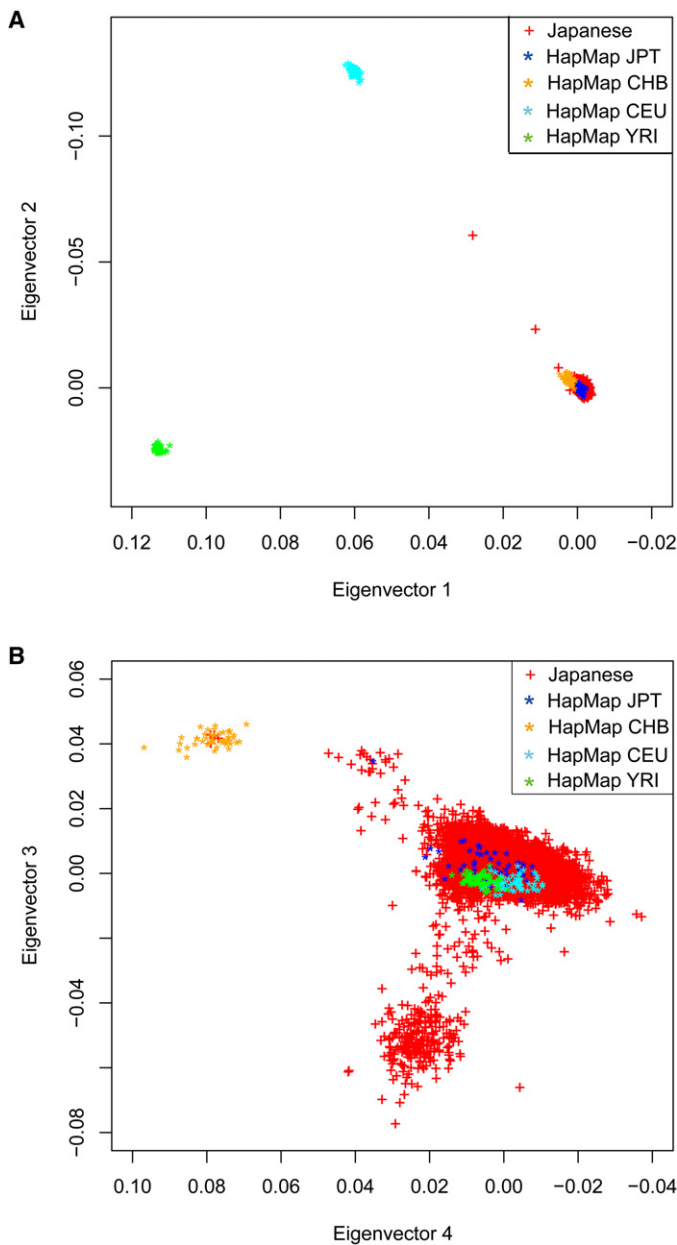 A
Japanese
HapMap JPT
HapMap CHB
HapMap CEU
HapMap YRI
Eigenvector 2
−0.10
−0.05
0.00
0.12 0.10 0.08 0.06 0.04 0.02 0.00 −0.02
Eigenvector 1
B
Japanese
HapMap JPT
HapMap CHB
HapMap CEU
HapMap YRI
Eigenvector 3
0.06
0.04
0.02
0.00
−0.04
−0.08
0.10 0.08 0.06 0.04 0.02 0.00 −0.02 −0.04
Eigenvector 4